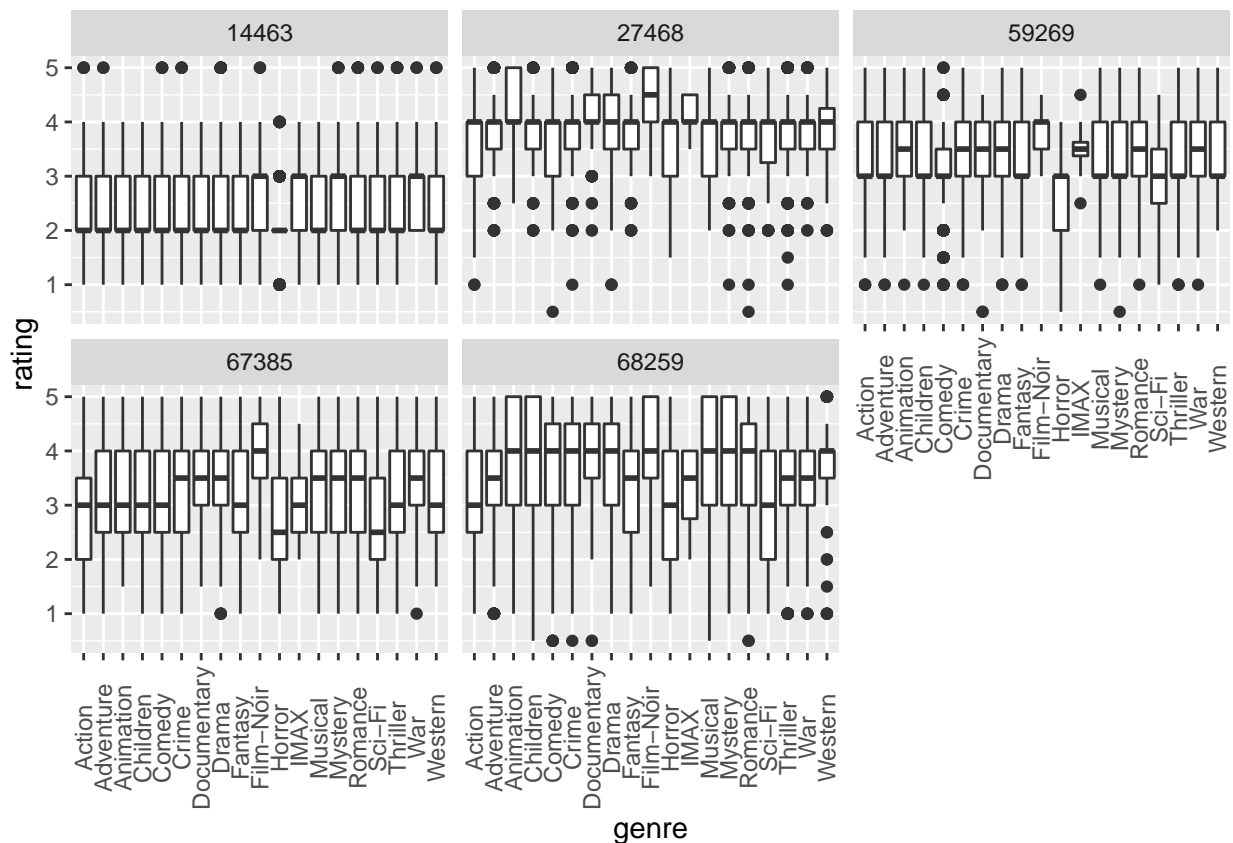 14463
27468
59269
5
4
3
2
1
rating
67385
68259
5
4
3
2
1
Action
Adventure
Animation
Children
Comedy
Crime
Documentary
Drama
Fantasy
Film−Noir
Horror
IMAX
Musical
Mystery
Romance
Sci−Fi
Thriller
War
Western
Action
Adventure
Animation
Children
Comedy
Crime
Documentary
Drama
Fantasy
Film−Noir
Horror
IMAX
Musical
Mystery
Romance
Sci−Fi
Thriller
War
Western
Action
Adventure
Animation
Children
Comedy
Crime
Documentary
Drama
Fantasy
Film−Noir
Horror
IMAX
Musical
Mystery
Romance
Sci−Fi
Thriller
War
Western
genre